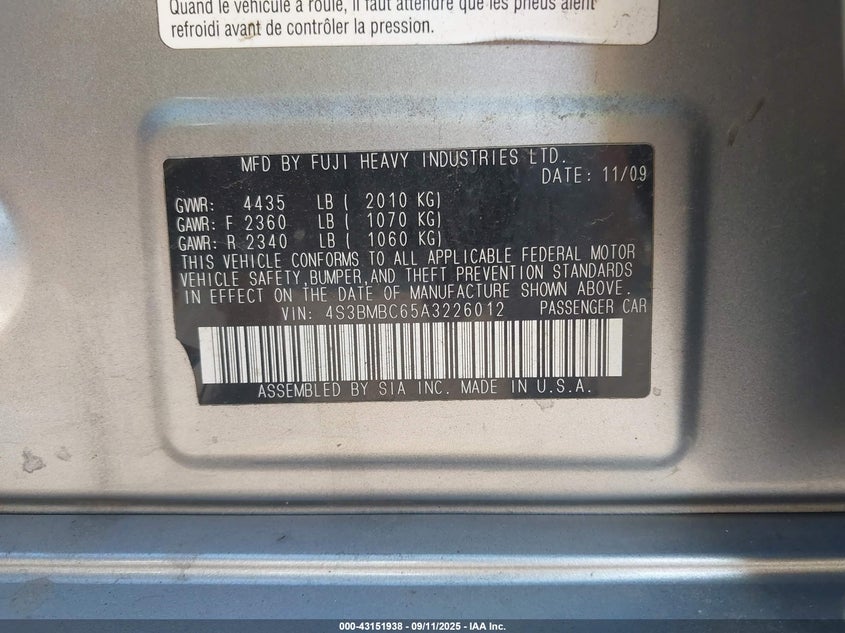 Quand le véhicule a roulé, il faut attendre que les pneus aient
refroidi avant de contrôler la pression.
MFD BY FUJI HEAVY INDUSTRIES LTD.
DATE: 11/09
GVWR: 4435 LB ( 2010 KG)
GAWR: F 2360 LB ( 1070 KG)
GAWR: R 2340 LB ( 1060 KG)
THIS VEHICLE CONFORMS TO ALL APPLICABLE FEDERAL MOTOR
VEHICLE SAFETY,BUMPER,AND THEFT PREVENTION STANDARDS
IN EFFECT ON THE DATE OF MANUFACTURE SHOWN ABOVE.
VIN: 4S3BMBC65A3226012 PASSENGER CAR
ASSEMBLED BY SIA INC. MADE IN U.S.A.
000-43151938 - 09/11/2025 - IAA Inc.